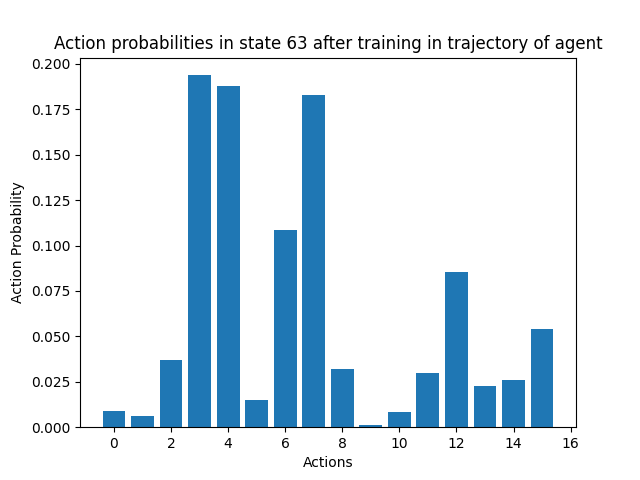 Action probabilities in state 63 after training in trajectory of agent
0.200
0.175
0.150
0.125
0.100
0.075
0.050
0.025
0.000
Action Probability
0 2 4 6 8 10 12 14 16
Actions